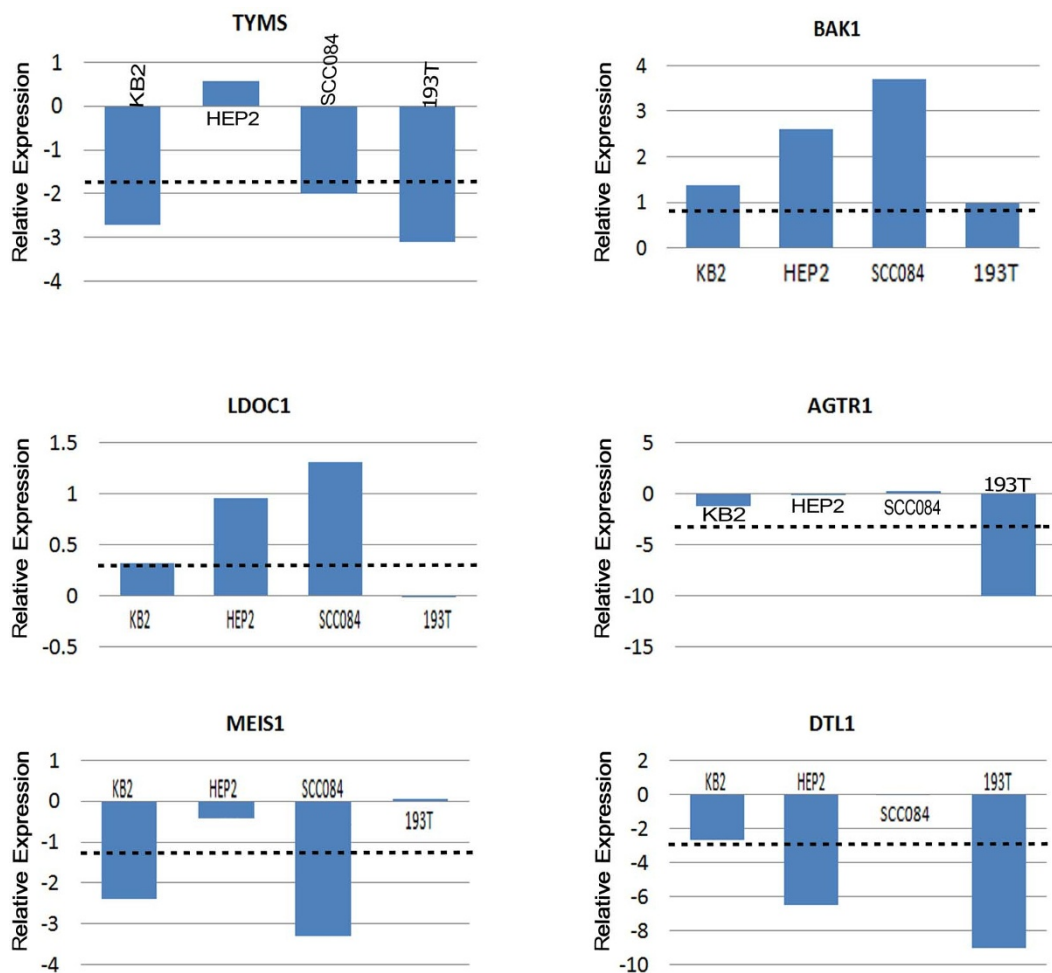 TYMS
Relative Expression
1
0
-1
-2
-3
-4
KB2
HEP2
SCC084
193T
BAK1
Relative Expression
4
3
2
1
0
KB2
HEP2
SCC084
193T
LDOC1
Relative Expression
1.5
1
0.5
0
-0.5
KB2
HEP2
SCC084
193T
AGTR1
Relative Expression
5
0
-5
-10
-15
KB2
HEP2
SCC084
193T
MEIS1
Relative Expression
1
0
-1
-2
-3
-4
KB2
HEP2
SCC084
193T
DTL1
Relative Expression
2
0
-2
-4
-6
-8
-10
KB2
HEP2
SCC084
193T